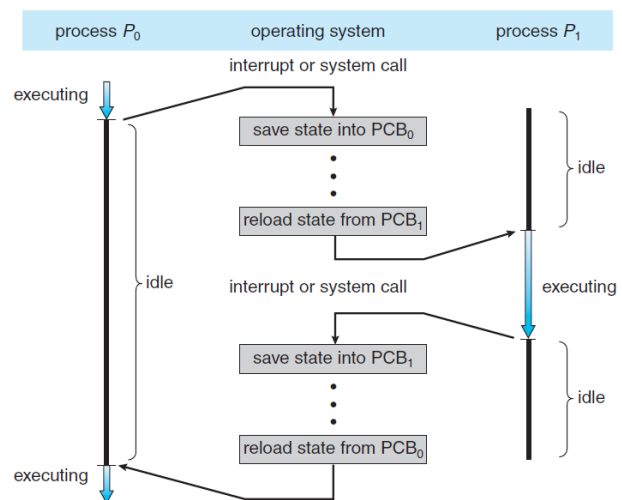 process P₀ operating system process P₁
interrupt or system call
executing
save state into PCB₀
idle
reload state from PCB₁
idle
interrupt or system call
executing
save state into PCB₁
idle
reload state from PCB₀
executing